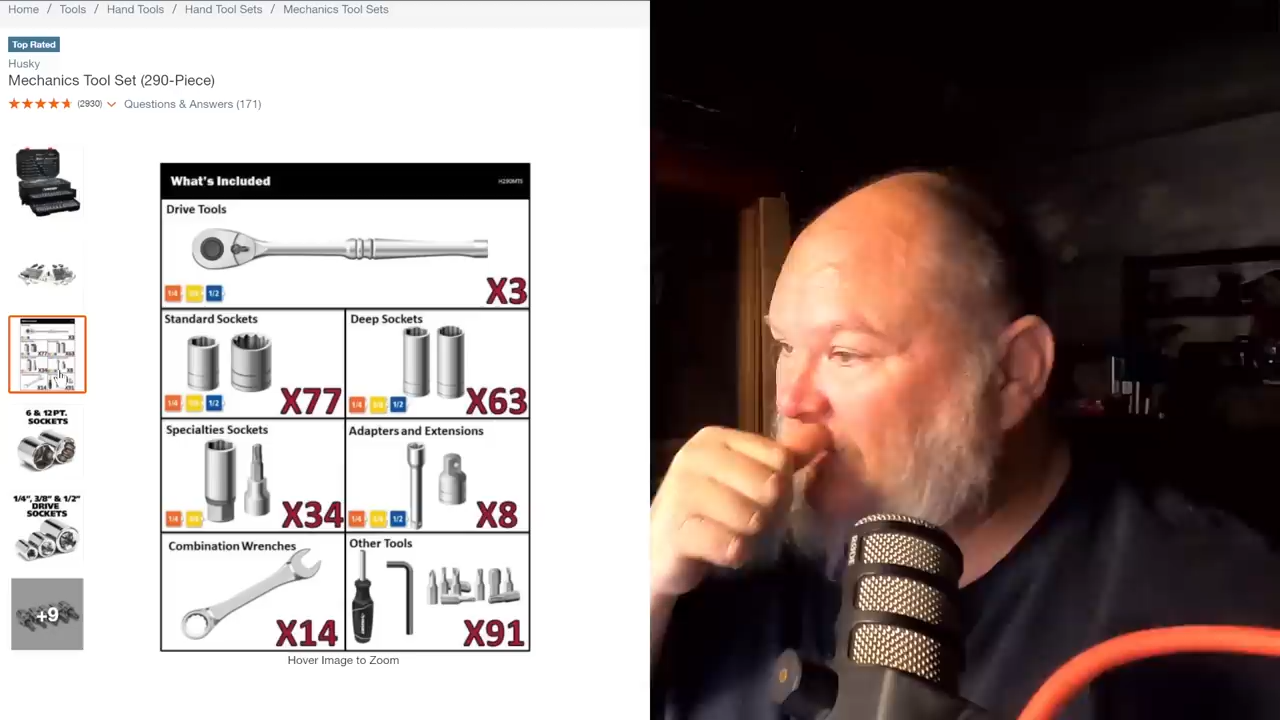 Home / Tools / Hand Tools / Hand Tool Sets / Mechanics Tool Sets
Top Rated
Husky
Mechanics Tool Set (290-Piece)
(2930) Questions & Answers (171)
What's Included
H290MTS
Drive Tools
1/4 3/8 1/2
X3
Standard Sockets
1/4 3/8 1/2
X77
Deep Sockets
1/4 3/8 1/2
X63
Specialties Sockets
1/4 3/8
X34
Adapters and Extensions
1/4 3/8 1/2
X8
Combination Wrenches
X14
Other Tools
X91
Hover Image to Zoom
6 & 12 PT.
SOCKETS
1/4", 3/8" & 1/2"
DRIVE
SOCKETS
+9
RODE